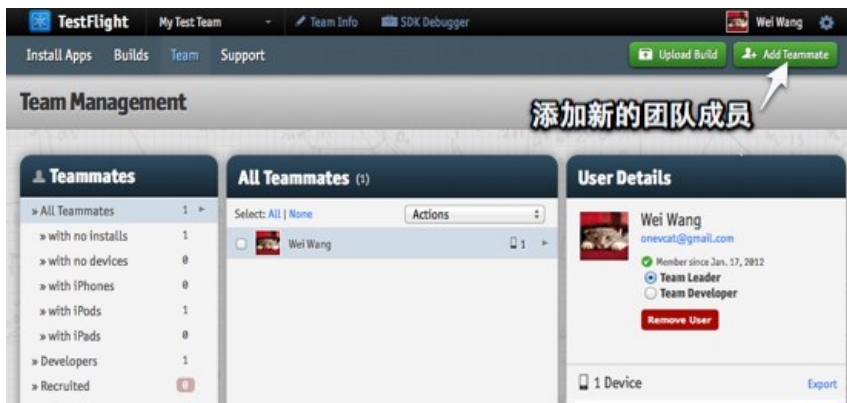 TestFlight My Test Team Team Info SDK Debugger Wei Wang
Install Apps Builds Team Support Upload Build Add Teammate
Team Management
添加新的团队成员
Teammates
» All Teammates 1
» with no installs 1
» with no devices 0
» with iPhones 0
» with iPods 1
» with iPads 0
» Developers 1
» Recruited 0
All Teammates (1)
Select: All | None Actions
Wei Wang 1
User Details
Wei Wang
onevcat@gmail.com
Member since Jan. 17, 2012
Team Leader
Team Developer
Remove User
1 Device Export